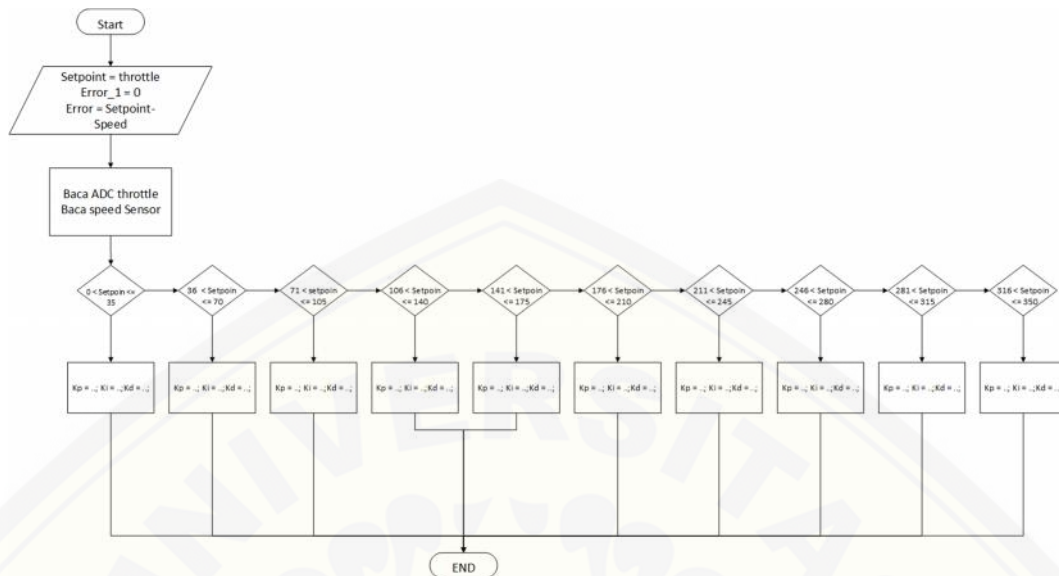 Start
Setpoint = throttle
Error_1 = 0
Error = Setpoint-
Speed
Baca ADC throttle
Baca speed Sensor
0 < Setpoin <=
35
36 < Setpoin
<= 70
71 < setpoin
<= 105
106 < Setpoin
<= 140
141 < Setpoin
<= 175
176 < Setpoin
<= 210
211 < Setpoin
<= 245
246 < Setpoin
<= 280
281 < Setpoin
<= 315
316 < Setpoin
<= 350
Kp = ..; Ki = ..;Kd = ..;
Kp = ..; Ki = ..;Kd = ..;
Kp = ..; Ki = ..;Kd = ..;
Kp = ..; Ki = ..;Kd = ..;
Kp = ..; Ki = ..;Kd = ..;
Kp = ..; Ki = ..;Kd = ..;
Kp = ..; Ki = ..;Kd = ..;
Kp = ..; Ki = ..;Kd = ..;
Kp = ..; Ki = ..;Kd = ..;
Kp = ..; Ki = ..;Kd = ..
UNIVERSITA
END